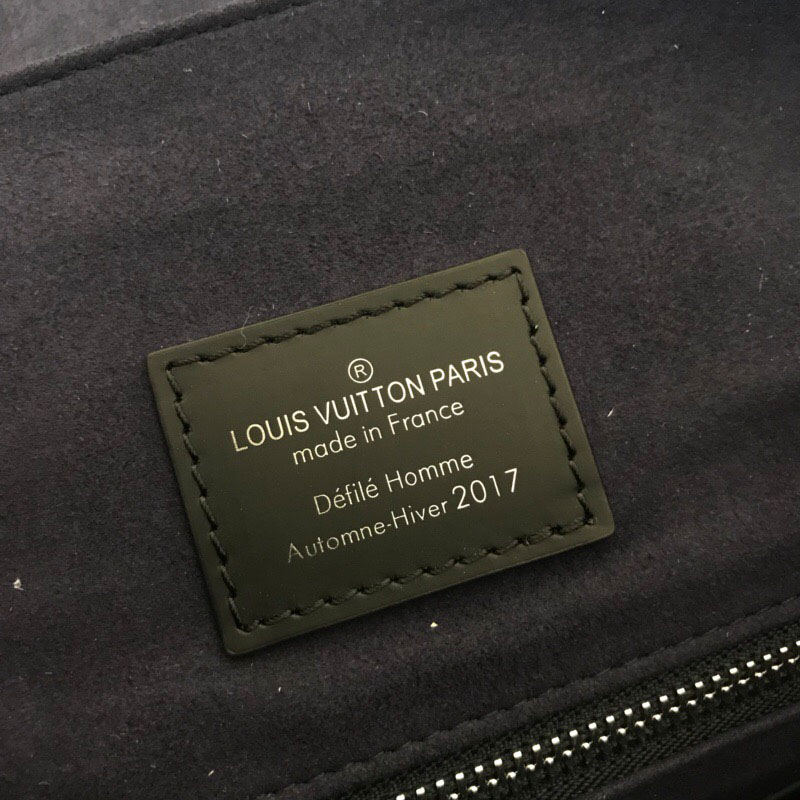 ®
LOUIS VUITTON PARIS
made in France
Défilé Homme
Automne-Hiver 2017